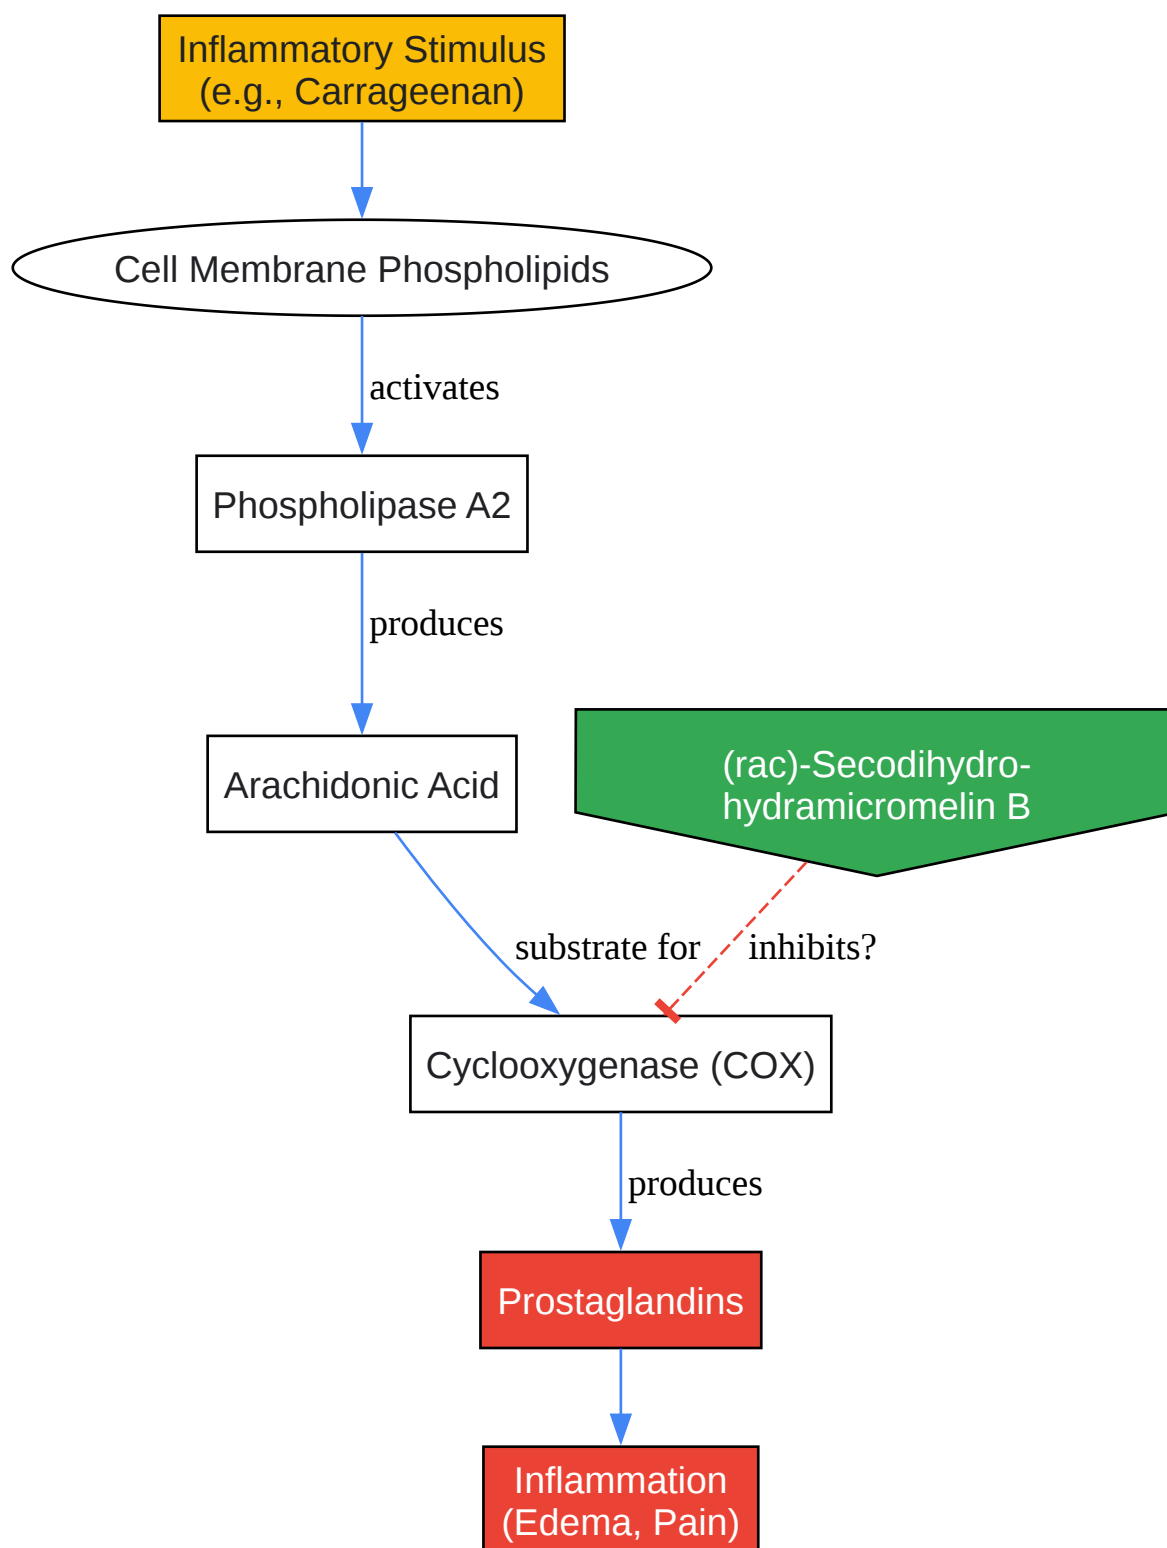 Inflammatory Stimulus
(e.g., Carrageenan)
Cell Membrane Phospholipids
activates
Phospholipase A2
produces
Arachidonic Acid
(rac)-Secodihydro-
hydramicromelin B
substrate for
inhibits?
Cyclooxygenase (COX)
produces
Prostaglandins
Inflammation
(Edema, Pain)